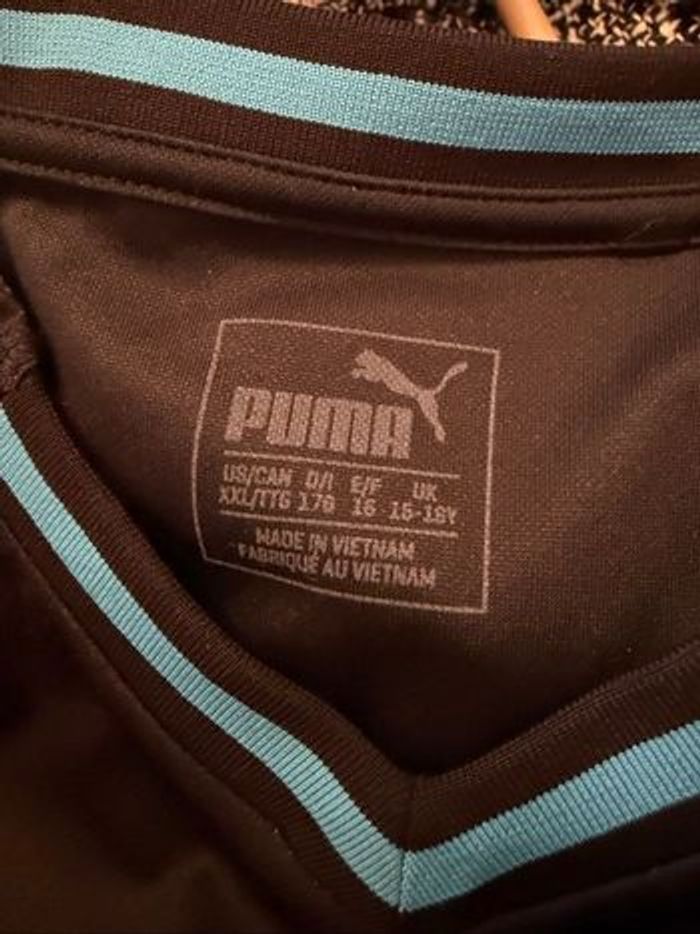 PUMA
US/CAN D/I E/F UK
XXL/TTG 176 16 15-16Y
MADE IN VIETNAM
FABRIQUÉ AU VIETNAM